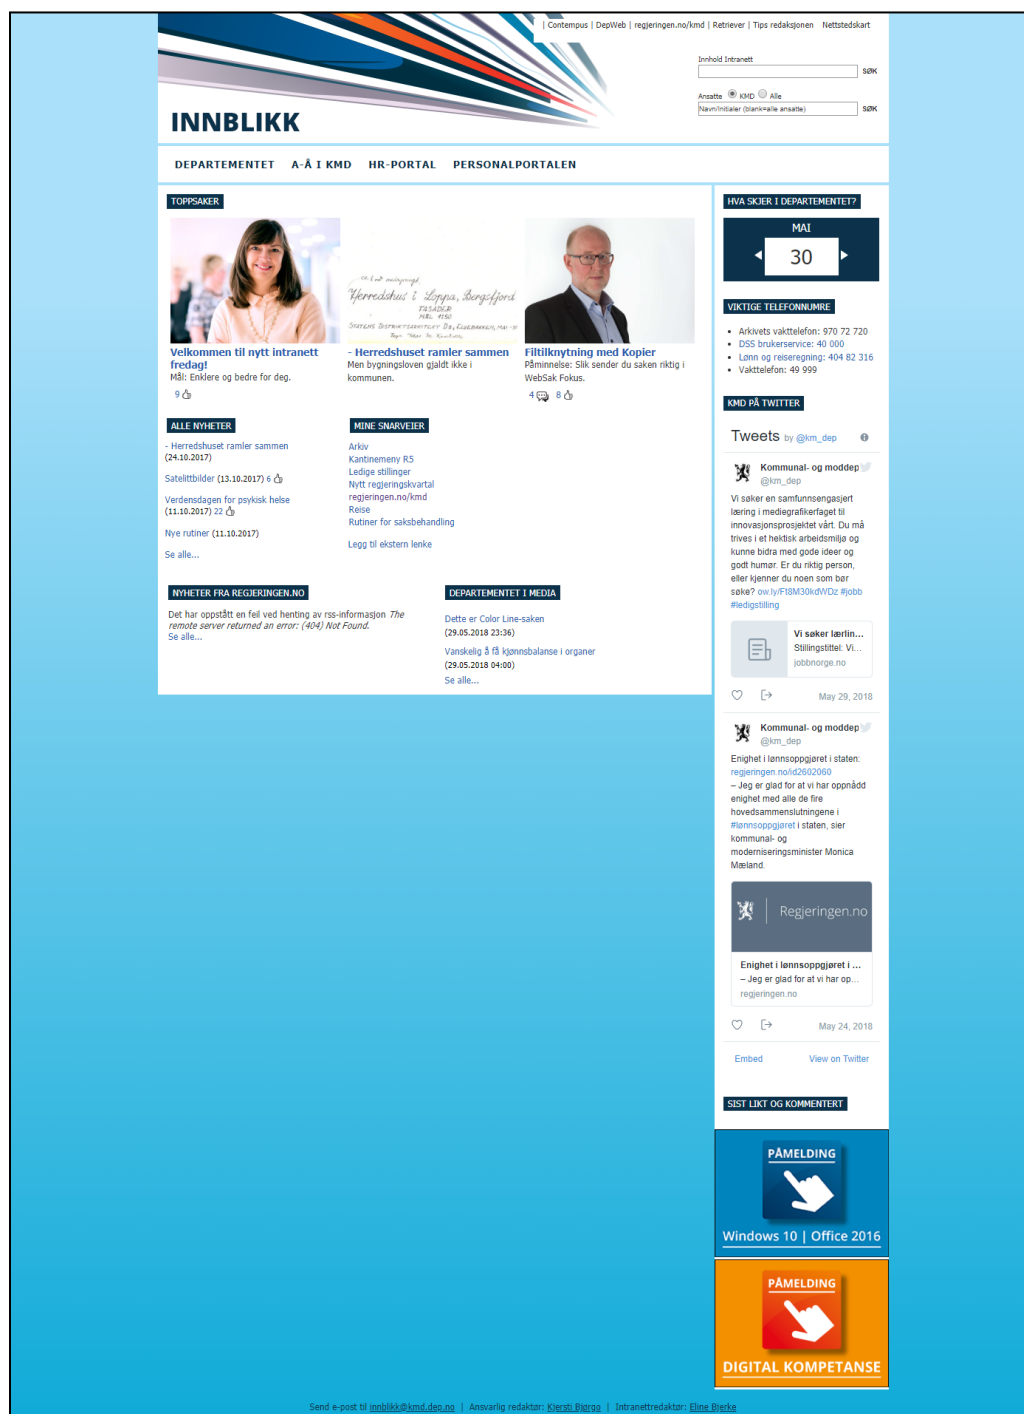 | Contempus | DepWeb | regjeringen.no/kmd | Retriever | Tips redaksjonen Nettstedskart
Innhold Intranett
SØK
Ansatte KMD Alle
Navn/Initialer (blank=alle ansatte) SØK
INNBLIKK
DEPARTEMENTET A-Å I KMD HR-PORTAL PERSONALPORTALEN
TOPPSAKER
Herredshus i Loppa, Bergsfjord
Velkommen til nytt intranett
fredag!
Mål: Enklere og bedre for deg.
9
- Herredshuset ramler sammen
Men bygningsloven gjaldt ikke i
kommunen.
Filtilknytning med Kopier
Påminnelse: Slik sender du saken riktig i
WebSak Fokus.
4 8
ALLE NYHETER
- Herredshuset ramler sammen
(24.10.2017)
Satelittbilder (13.10.2017) 6
Verdensdagen for psykisk helse
(11.10.2017) 22
Nye rutiner (11.10.2017)
Se alle...
MINE SNARVEIER
Arkiv
Kantinemeny R5
Ledige stillinger
Nytt regjeringskvartal
regjeringen.no/kmd
Reise
Rutiner for saksbehandling
Legg til ekstern lenke
NYHETER FRA REGJERINGEN.NO
Det har oppstått en feil ved henting av rss-informasjon The
remote server returned an error: (404) Not Found.
Se alle...
DEPARTEMENTET I MEDIA
Dette er Color Line-saken
(29.05.2018 23:36)
Vanskelig å få kjønnsbalanse i organer
(29.05.2018 04:00)
Se alle...
HVA SKJER I DEPARTEMENTET?
MAI
30
VIKTIGE TELEFONNUMRE
Arkivets vakttelefon: 970 72 720
DSS brukerservice: 40 000
Lønn og reiseregning: 404 82 316
Vakttelefon: 49 999
KMD PÅ TWITTER
Tweets by @km_dep
Kommunal- og moddep
@km_dep
Vi søker en samfunnsengasjert
læring i mediegrafikerfaget til
innovasjonsprosjektet vårt. Du må
trives i et hektisk arbeidsmiljø og
kunne bidra med gode ideer og
godt humør. Er du riktig person,
eller kjenner du noen som bør
søke? ow.ly/Ft8M30kdWDz #jobb
#ledigstilling
Vi søker lærlin...
Stillingstittel: Vi...
jobbnorge.no
May 29, 2018
Kommunal- og moddep
@km_dep
Enighet i lønnsoppgjøret i staten:
regjeringen.no/id2602060
– Jeg er glad for at vi har oppnådd
enighet med alle de fire
hovedsammenslutningene i
#lønnsoppgjøret i staten, sier
kommunal- og
moderniseringsminister Monica
Mæland.
Regjeringen.no
Enighet i lønnsoppgjøret i ...
– Jeg er glad for at vi har op...
regjeringen.no
May 24, 2018
Embed View on Twitter
SIST LIKT OG KOMMENTERT
PÅMELDING
Windows 10 | Office 2016
PÅMELDING
DIGITAL KOMPETANSE
Send e-post til innblikk@kmd.dep.no | Ansvarlig redaktør: Kjersti Bjørgo | Intranettredaktør: Eline Bjerke